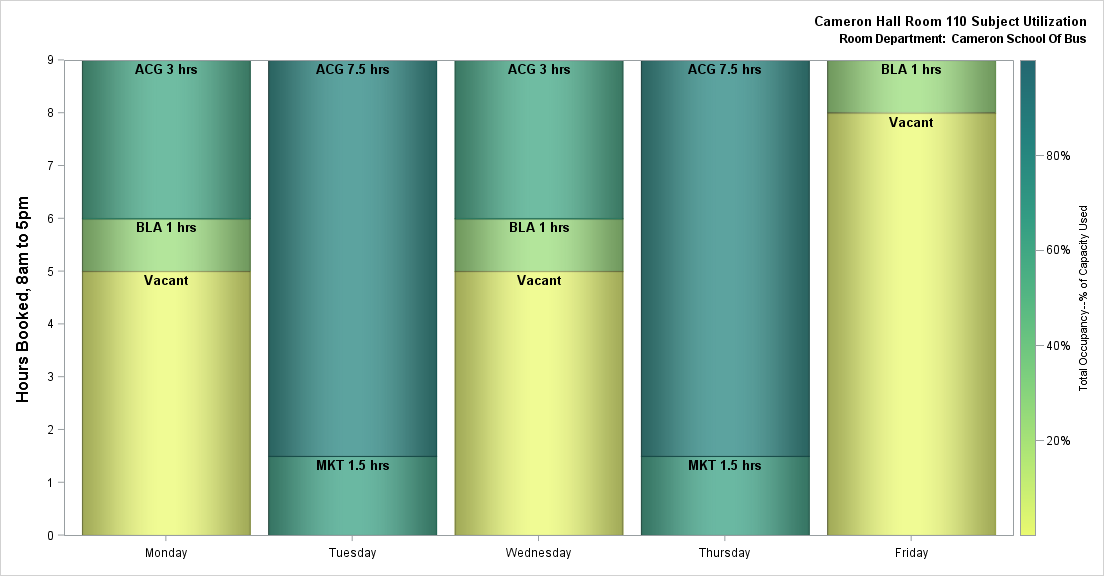 Cameron Hall Room 110 Subject Utilization
Room Department: Cameron School Of Bus
Hours Booked, 8am to 5pm
9
8
7
6
5
4
3
2
1
0
ACG 3 hrs
BLA 1 hrs
Vacant
ACG 7.5 hrs
MKT 1.5 hrs
ACG 3 hrs
BLA 1 hrs
Vacant
ACG 7.5 hrs
MKT 1.5 hrs
BLA 1 hrs
Vacant
Monday
Tuesday
Wednesday
Thursday
Friday
80%
60%
40%
20%
Total Occupancy--% of Capacity Used